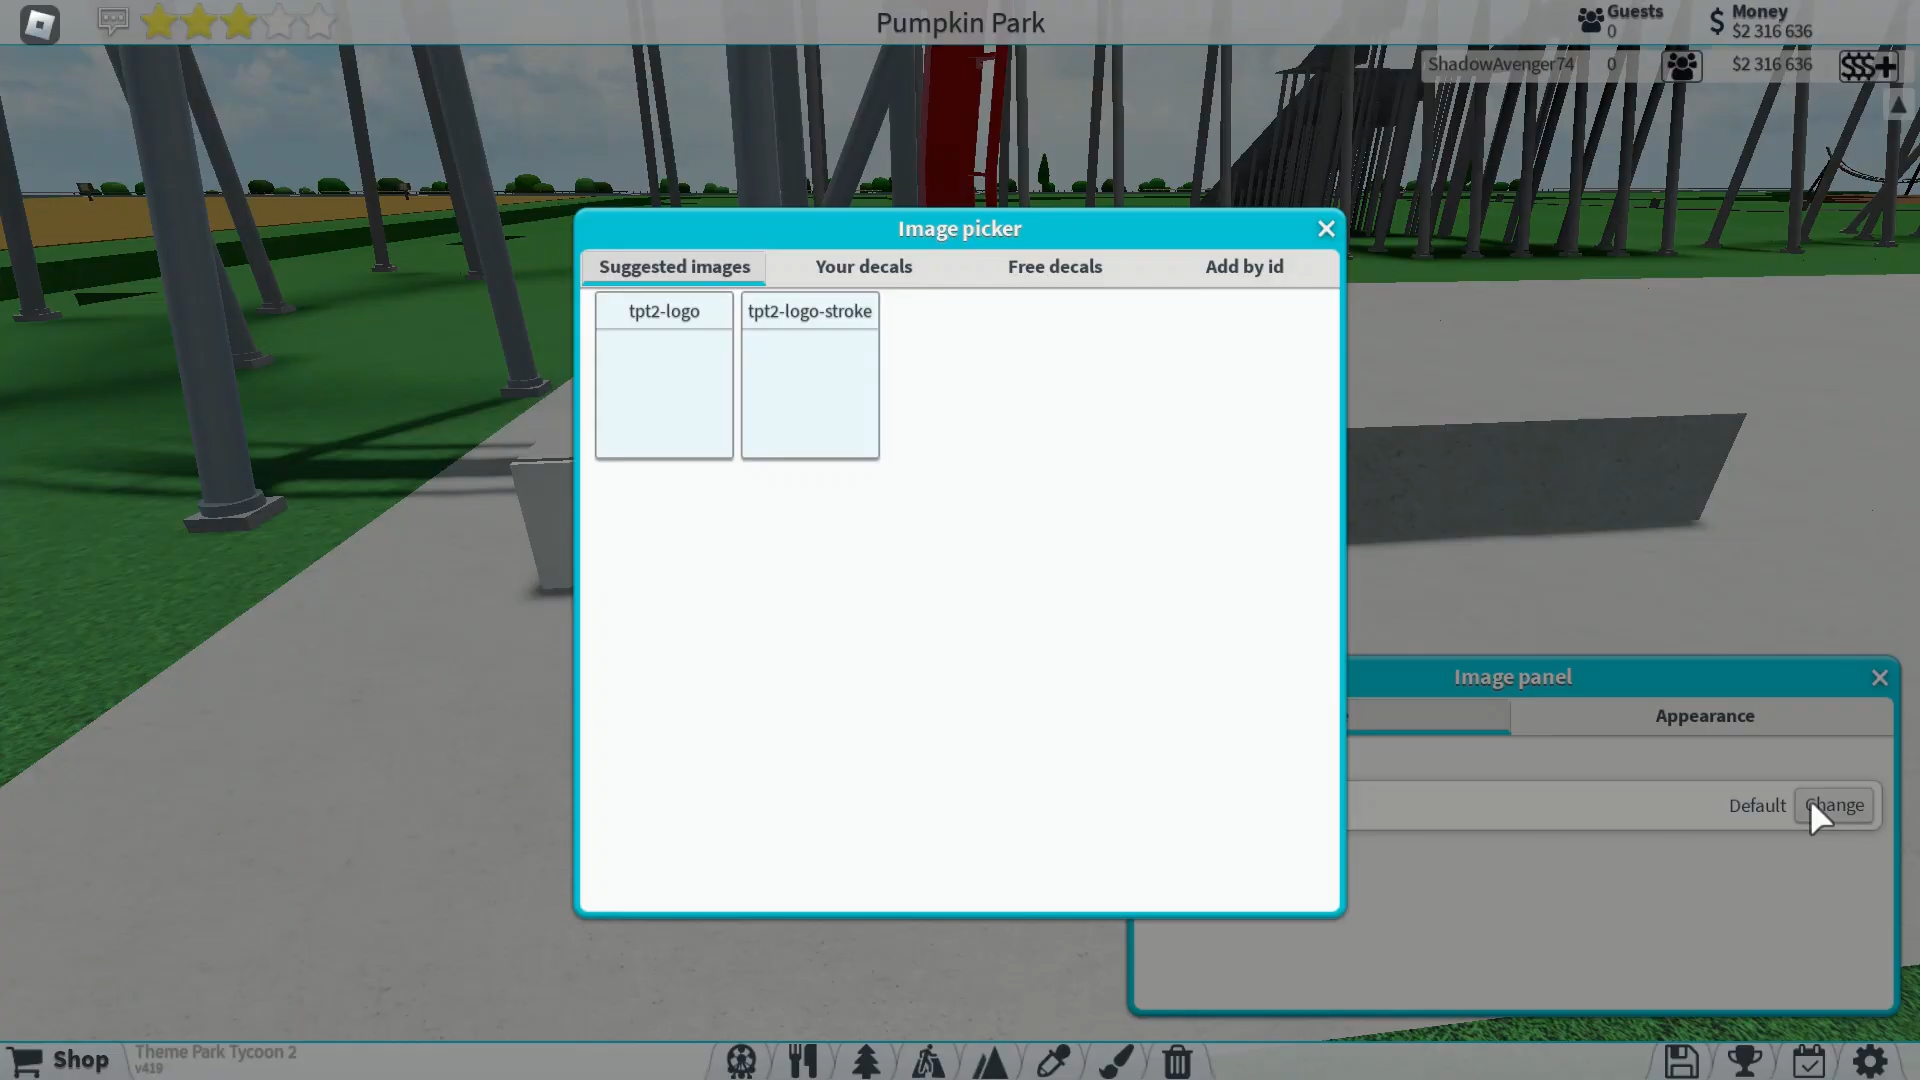 Pumpkin Park
Guests
0
Money
$2 316 636
ShadowAvenger74
0
$2 316 636
Image picker
Suggested images
Your decals
Free decals
Add by id
tpt2-logo
tpt2-logo-stroke
Image panel
Appearance
Default
Change
Shop
Theme Park Tycoon 2
v419